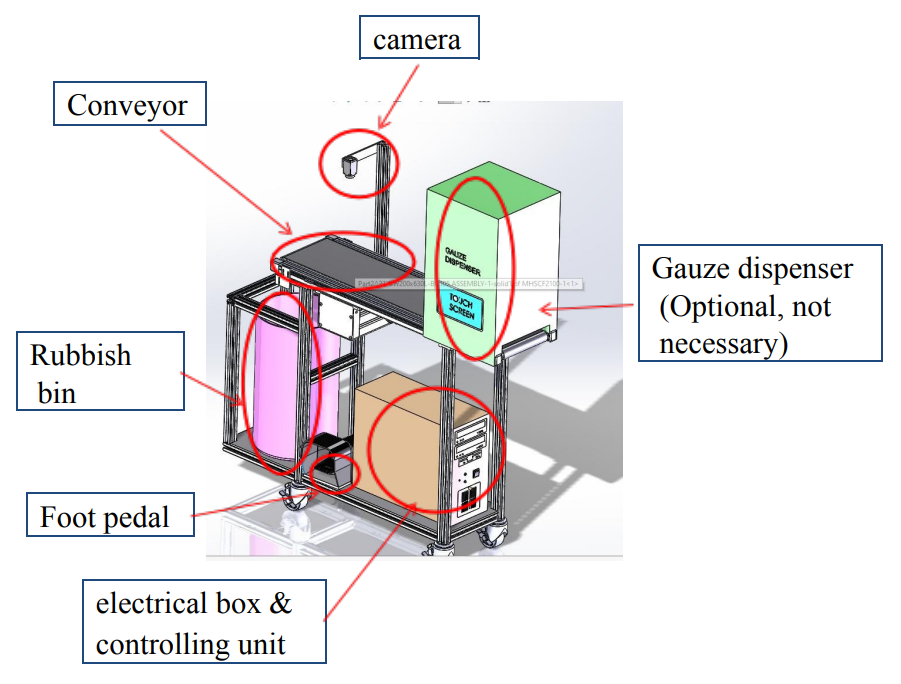 camera
Conveyor
GAUZE
DISPENSER
TOUCH
SCREEN
Gauze dispenser
(Optional, not
necessary)
Rubbish
bin
Foot pedal
electrical box &
controlling unit